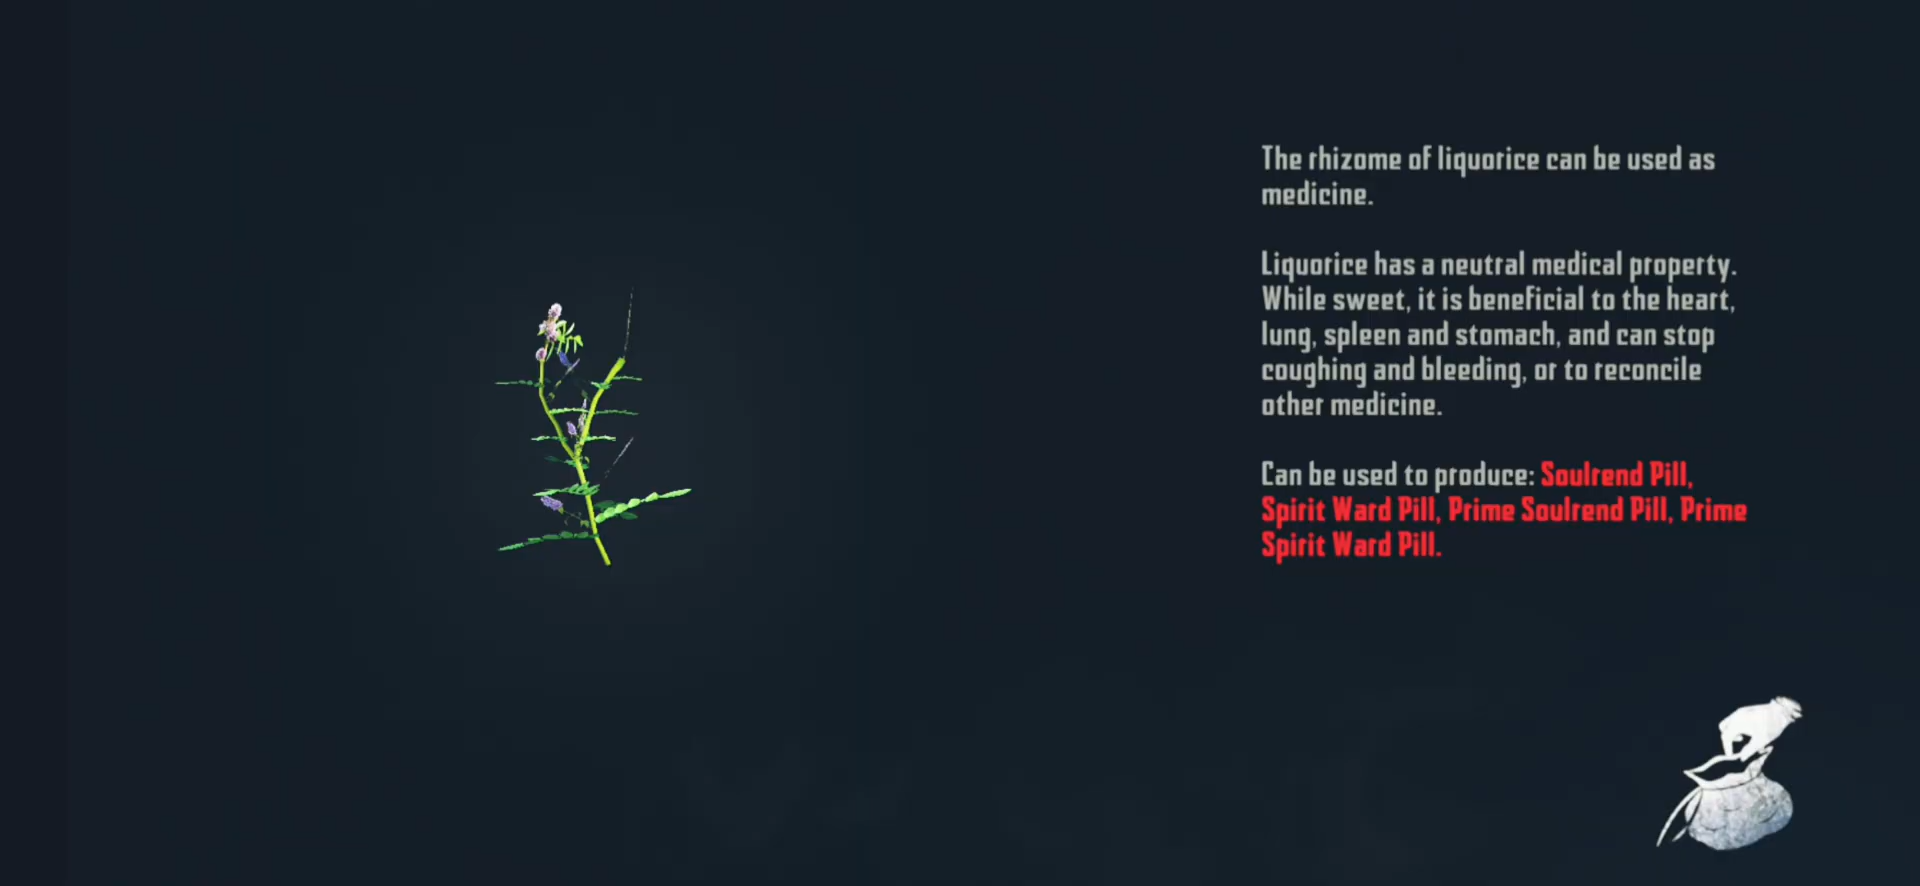 The rhizome of liquorice can be used as
medicine.
Liquorice has a neutral medical property.
While sweet, it is beneficial to the heart,
lung, spleen and stomach, and can stop
coughing and bleeding, or to reconcile
other medicine.
Can be used to produce: Soulrend Pill,
Spirit Ward Pill, Prime Soulrend Pill, Prime
Spirit Ward Pill.